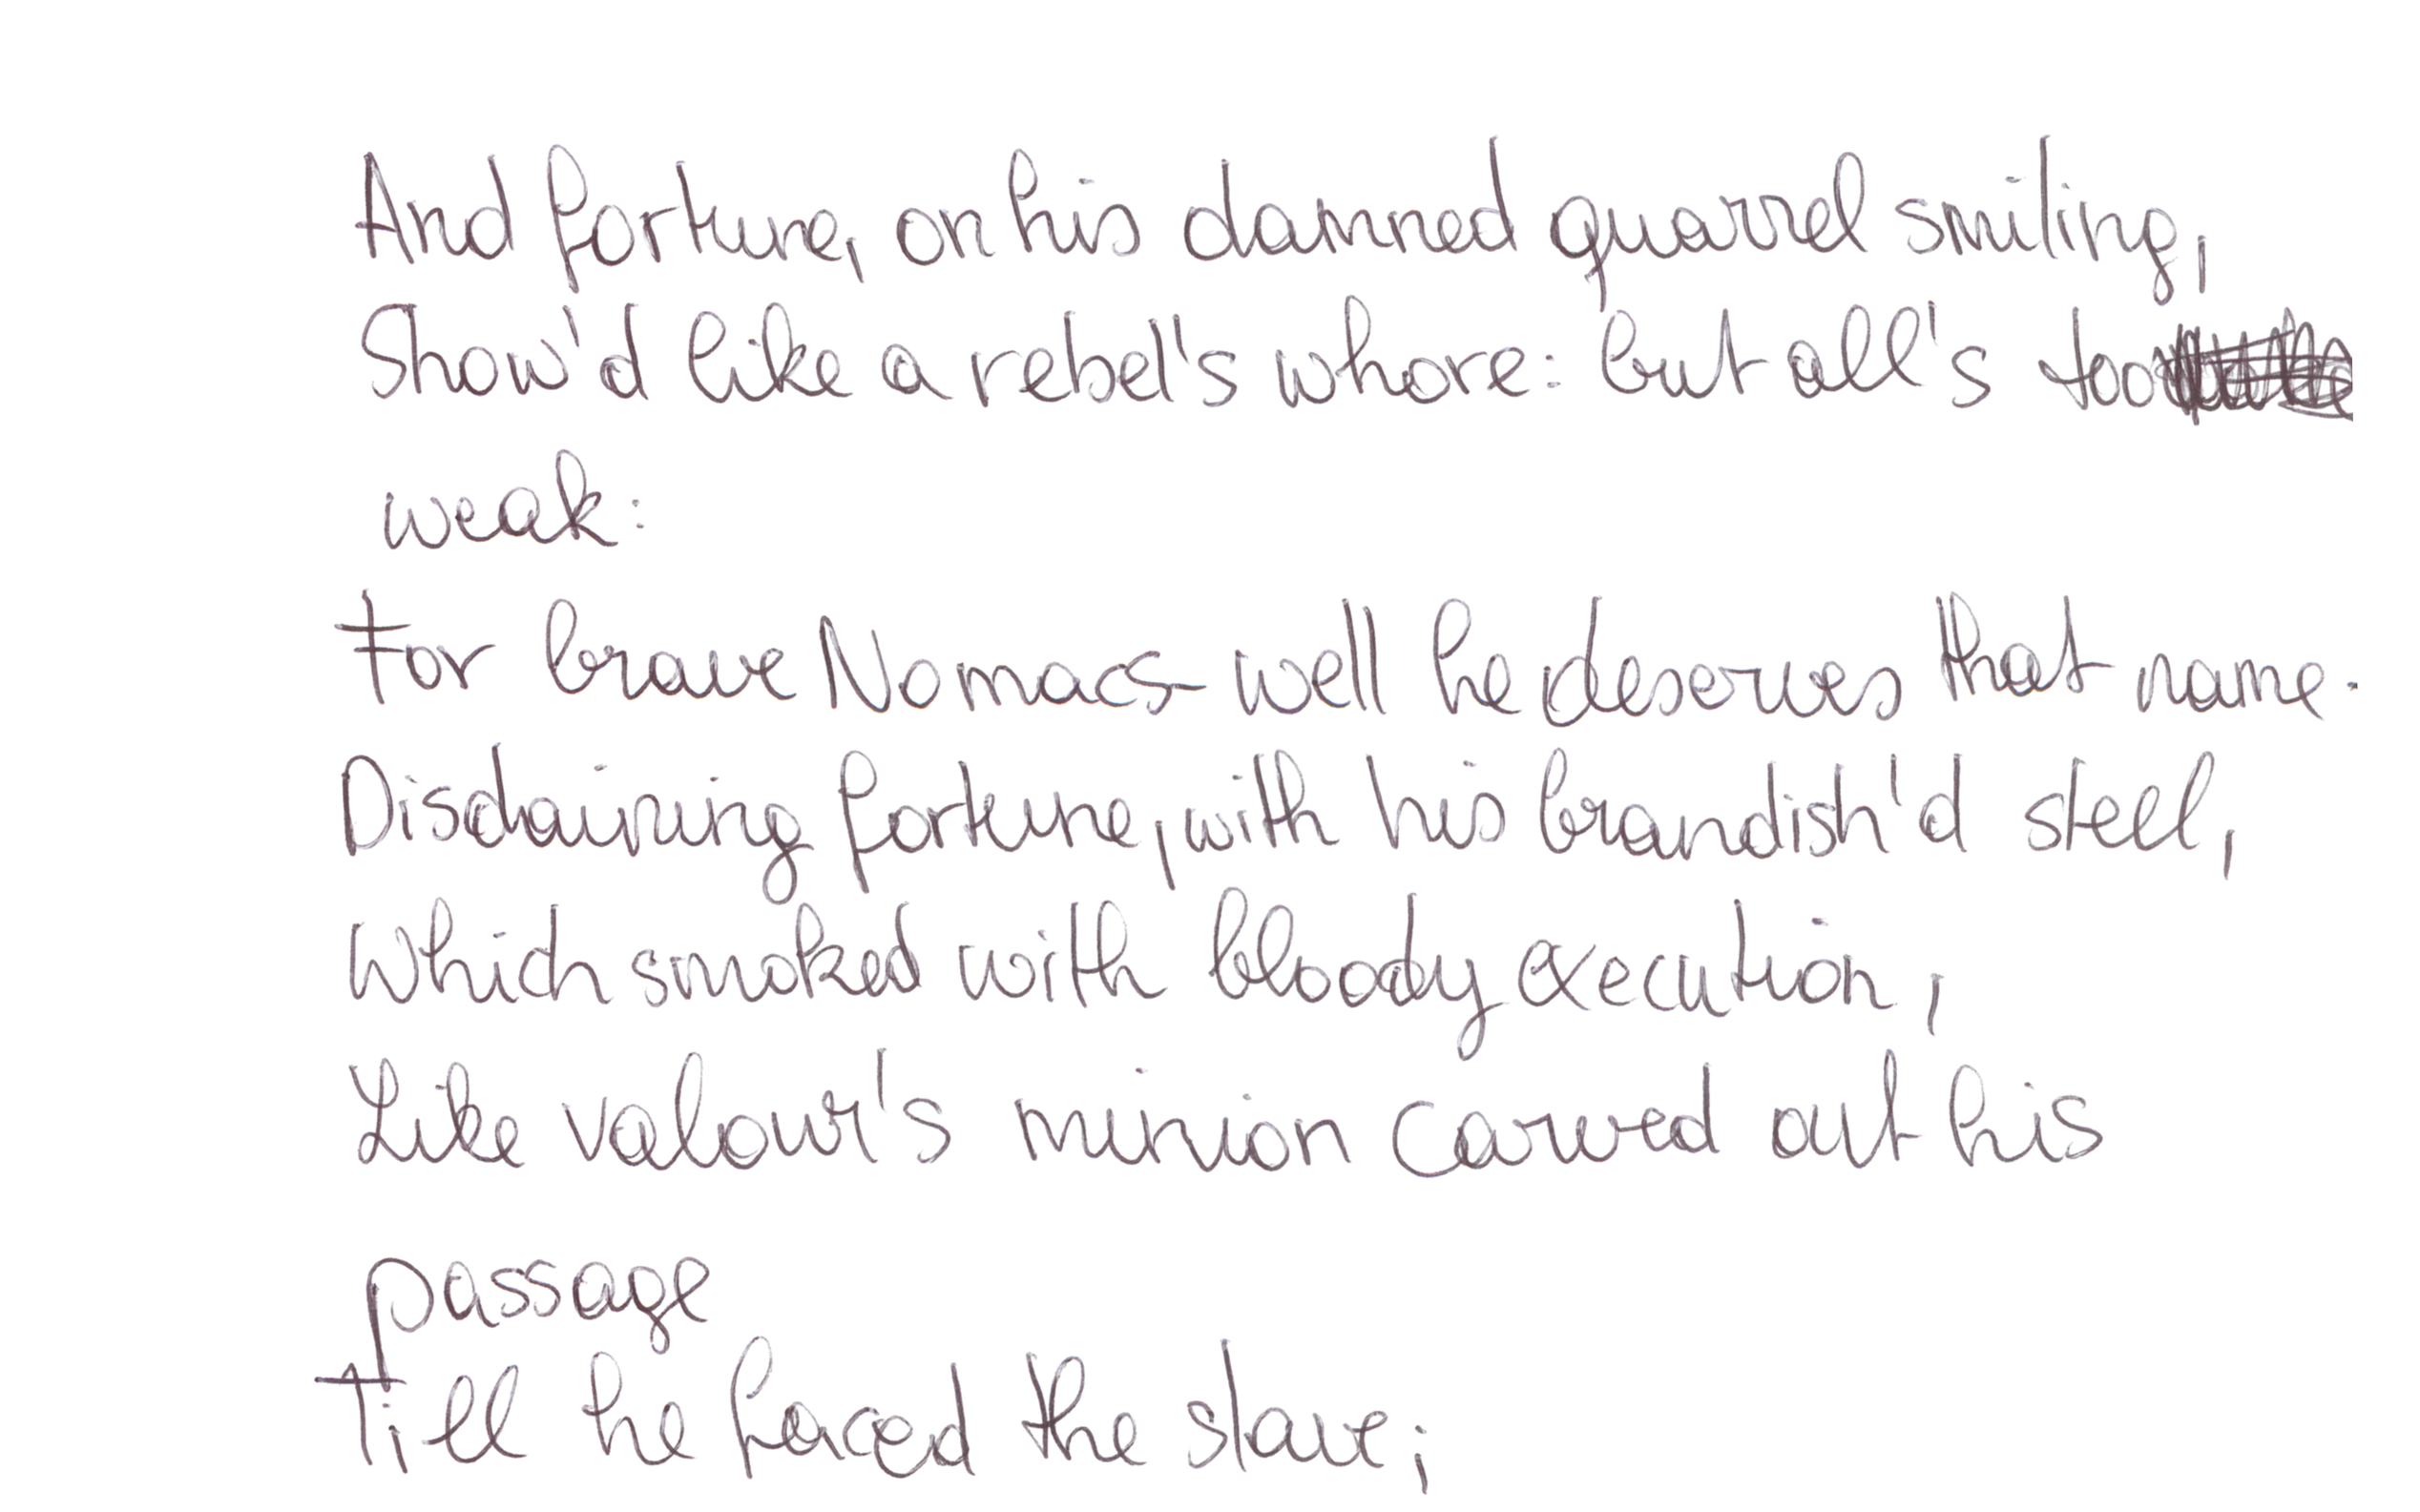 And fortune, on his damned quarrel smiling,
Show'd like a rebel's whore: but all's too
weak:
For brave Nomacs- well he deserves that name-
Disdaining fortune, with his brandish'd steel,
Which smoked with bloody execution,
Like valour's minion carved out his
passage
Till he faced the slave;